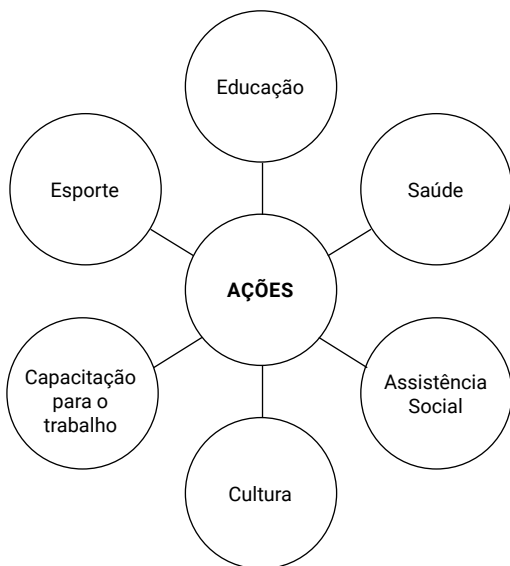 Educação
Esporte
Saúde
AÇÕES
Capacitação
para o
trabalho
Assistência
Social
Cultura